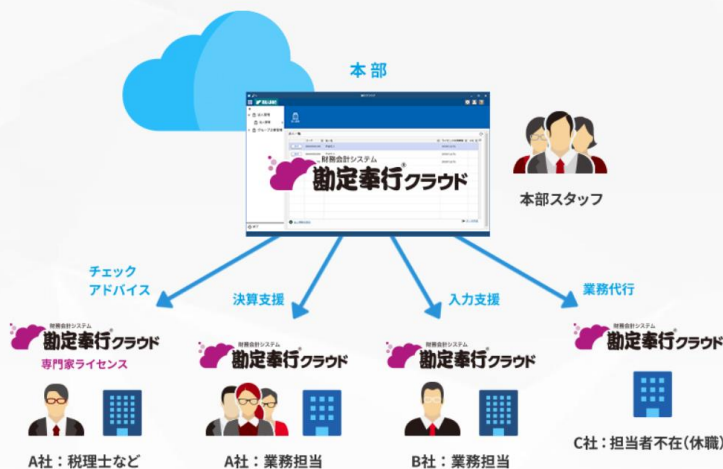 本部
財務会計システム
勘定奉行クラウド
本部スタッフ
チェック
アドバイス
決算支援
入力支援
業務代行
財務会計システム
勘定奉行クラウド
専門家ライセンス
財務会計システム
勘定奉行クラウド
財務会計システム
勘定奉行クラウド
財務会計システム
勘定奉行クラウド
A社：税理士など
A社：業務担当
B社：業務担当
C社：担当者不在（休職）